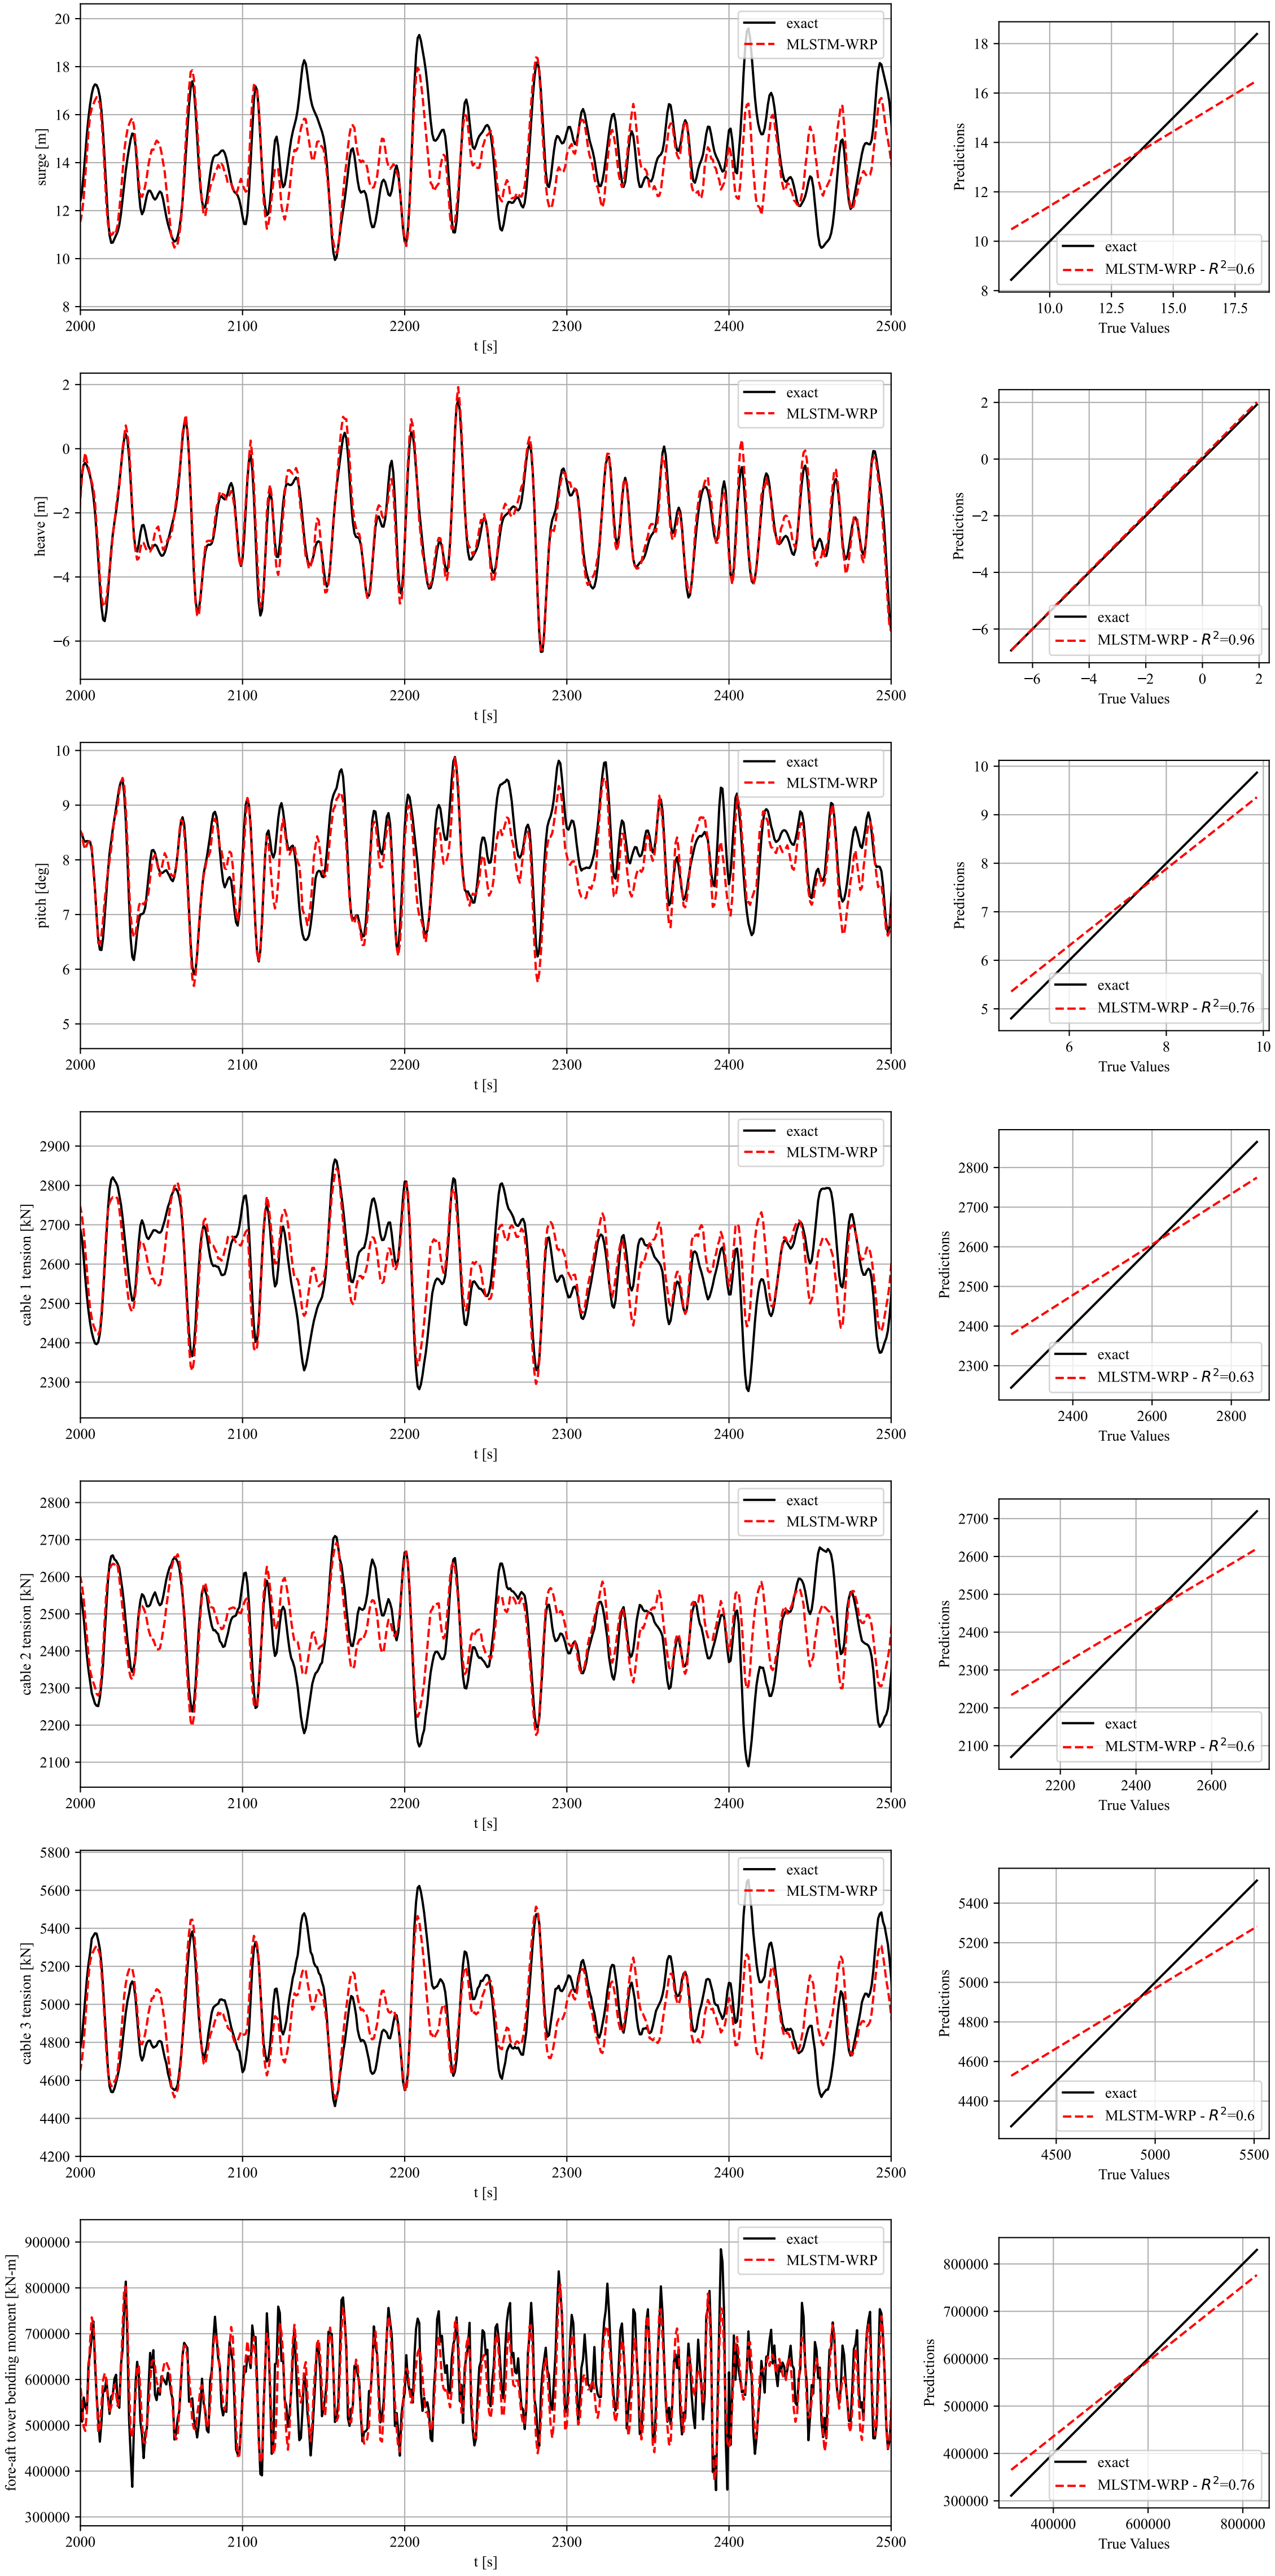 20
18
16
14
12
10
8
surge [m]
exact
MLSTM-WRP
2000
2100
2200
2300
2400
2500
t [s]
18
16
14
12
10
8
Predictions
exact
MLSTM-WRP - R²=0.6
10.0
12.5
15.0
17.5
True Values
2
0
−2
−4
−6
heave [m]
exact
MLSTM-WRP
2000
2100
2200
2300
2400
2500
t [s]
2
0
−2
−4
−6
Predictions
exact
MLSTM-WRP - R²=0.96
−6
−4
−2
0
2
True Values
10
9
8
7
6
5
pitch [deg]
exact
MLSTM-WRP
2000
2100
2200
2300
2400
2500
t [s]
10
9
8
7
6
5
Predictions
exact
MLSTM-WRP - R²=0.76
6
8
10
True Values
2900
2800
2700
2600
2500
2400
2300
cable 1 tension [kN]
exact
MLSTM-WRP
2000
2100
2200
2300
2400
2500
t [s]
2800
2700
2600
2500
2400
2300
Predictions
exact
MLSTM-WRP - R²=0.63
2400
2600
2800
True Values
2800
2700
2600
2500
2400
2300
2200
2100
cable 2 tension [kN]
exact
MLSTM-WRP
2000
2100
2200
2300
2400
2500
t [s]
2700
2600
2500
2400
2300
2200
2100
Predictions
exact
MLSTM-WRP - R²=0.6
2200
2400
2600
True Values
5800
5600
5400
5200
5000
4800
4600
4400
4200
cable 3 tension [kN]
exact
MLSTM-WRP
2000
2100
2200
2300
2400
2500
t [s]
5400
5200
5000
4800
4600
4400
Predictions
exact
MLSTM-WRP - R²=0.6
4500
5000
5500
True Values
900000
800000
700000
600000
500000
400000
300000
fore-aft tower bending moment [kN-m]
exact
MLSTM-WRP
2000
2100
2200
2300
2400
2500
t [s]
800000
700000
600000
500000
400000
300000
Predictions
exact
MLSTM-WRP - R²=0.76
400000
600000
800000
True Values